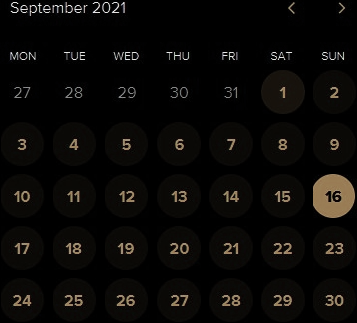 September 2021
MON TUE WED THU FRI SAT SUN
27 28 29 30 31 1 2
3 4 5 6 7 8 9
10 11 12 13 14 15 16
17 18 19 20 21 22 23
24 25 26 27 28 29 30